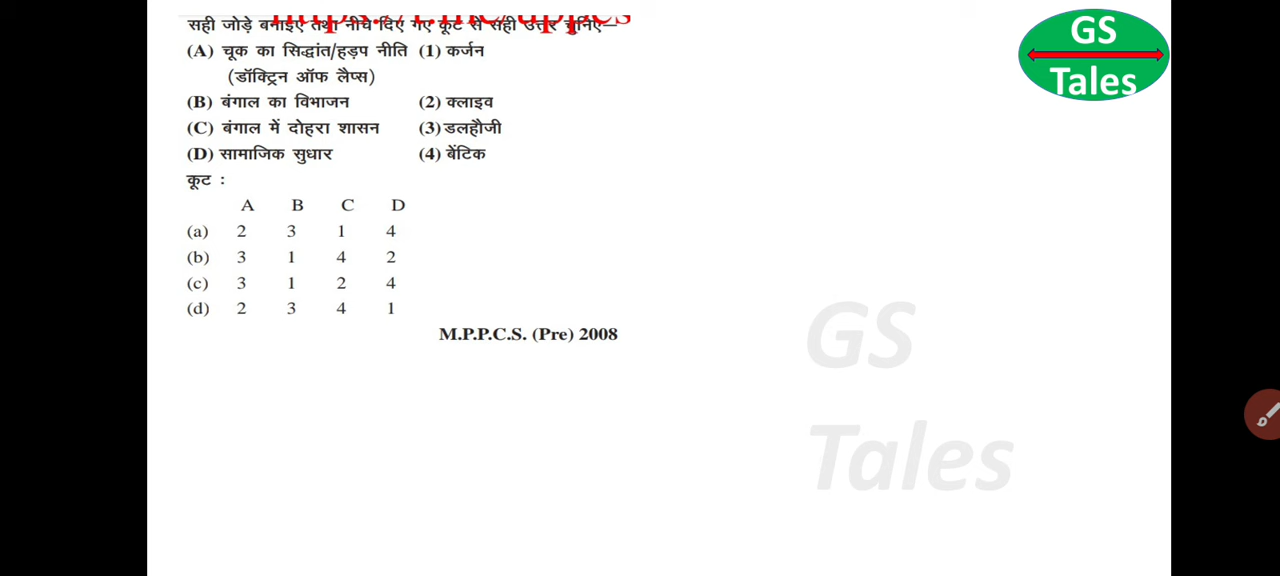 सही जोड़े बनाइए तथा नीचे दिए गए कूट से सही उत्तर चुनिए—
(A) चूक का सिद्धांत/हड़प नीति (1) कर्जन
(डॉक्ट्रिन ऑफ लैप्स)
(B) बंगाल का विभाजन (2) क्लाइव
(C) बंगाल में दोहरा शासन (3) डलहौजी
(D) सामाजिक सुधार (4) बेंटिक
कूट :
A B C D
(a) 2 3 1 4
(b) 3 1 4 2
(c) 3 1 2 4
(d) 2 3 4 1
M.P.P.C.S. (Pre) 2008
GS
Tales
GS
Tales